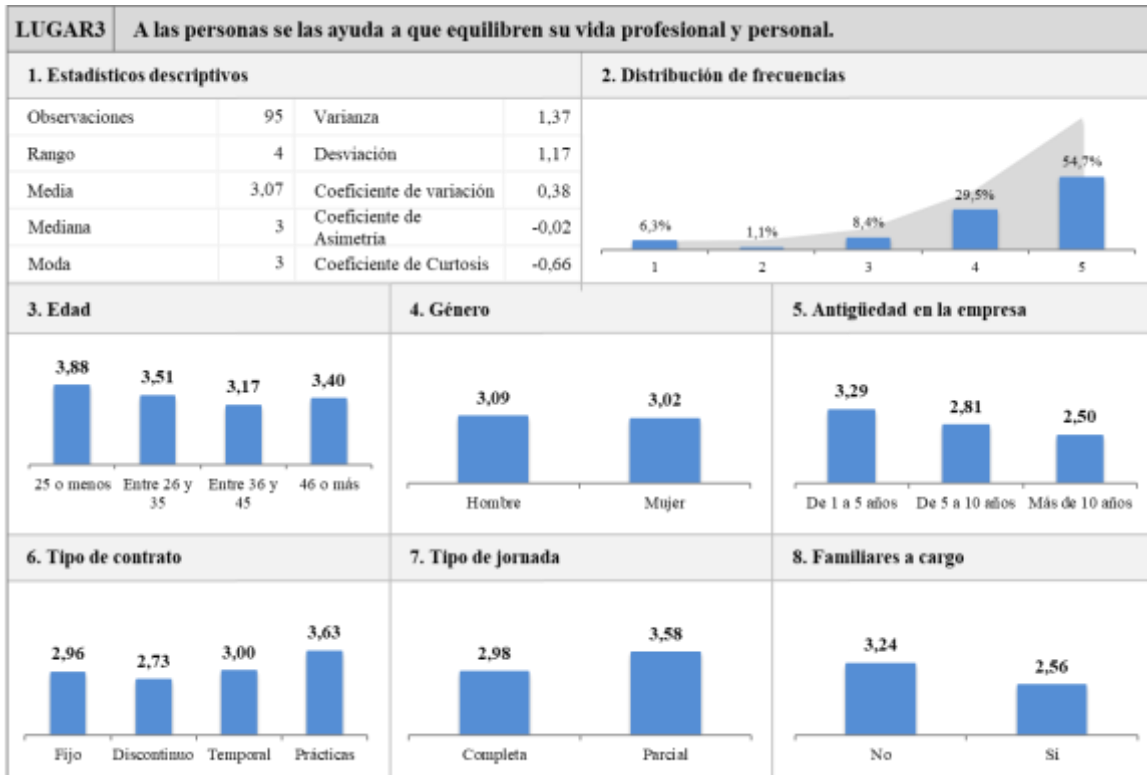 LUGAR3 A las personas se las ayuda a que equilibren su vida profesional y personal.
1. Estadísticos descriptivos
Observaciones 95 Varianza 1,37
Rango 4 Desviación 1,17
Media 3,07 Coeficiente de variación 0,38
Mediana 3 Coeficiente de Asimetría -0,02
Moda 3 Coeficiente de Curtosis -0,66
2. Distribución de frecuencias
6,3% 1,1% 8,4% 29,5% 54,7%
1 2 3 4 5
3. Edad
3,88 3,51 3,17 3,40
25 o menos Entre 26 y 35 Entre 36 y 45 46 o más
4. Género
3,09 3,02
Hombre Mujer
5. Antigüedad en la empresa
3,29 2,81 2,50
De 1 a 5 años De 5 a 10 años Más de 10 años
6. Tipo de contrato
2,96 2,73 3,00 3,63
Fijo Discontinuo Temporal Prácticas
7. Tipo de jornada
2,98 3,58
Completa Parcial
8. Familiares a cargo
3,24 2,56
No Si